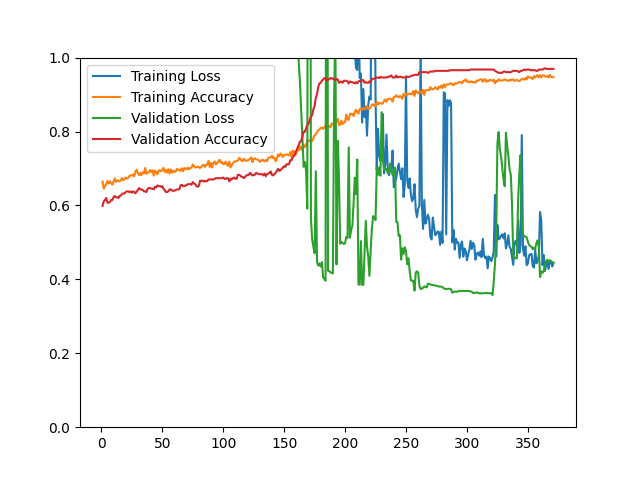 1.0
0.8
0.6
0.4
0.2
0.0
Training Loss
Training Accuracy
Validation Loss
Validation Accuracy
0 50 100 150 200 250 300 350